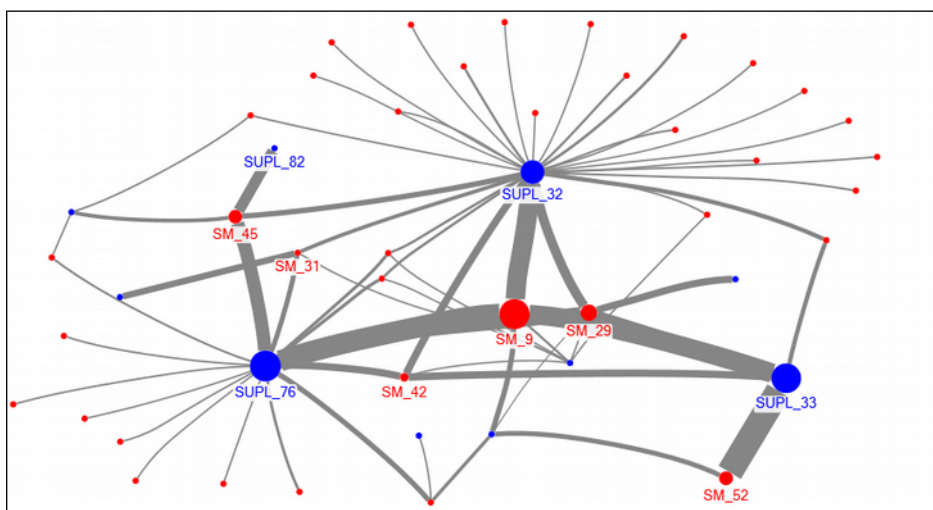 SUPL_82
SUPL_32
SM_45
SM_31
SM_9
SM_29
SUPL_76
SM_42
SUPL_33
SM_52